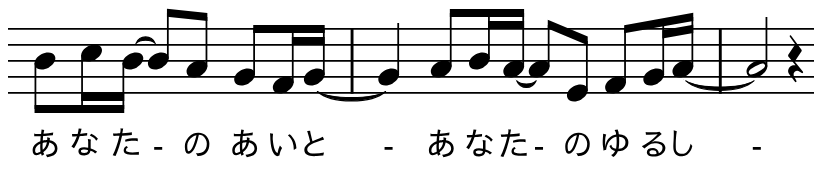 あ な た - の あ い と - あ な た - の ゆ る し -